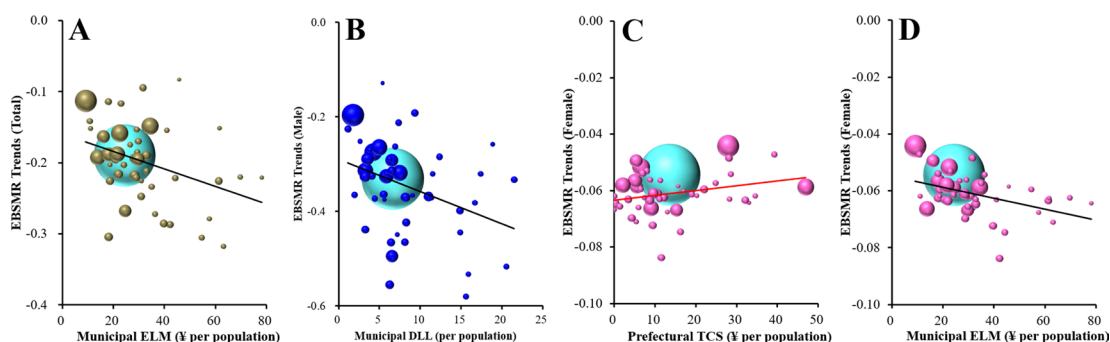 A
EBSMR Trends (Total)
0.0
-0.1
-0.2
-0.3
-0.4
0 20 40 60 80
Municipal ELM (¥ per population)
B
EBSMR Trends (Male)
0.0
-0.2
-0.4
-0.6
0 5 10 15 20 25
Municipal DLL (per population)
C
EBSMR Trends (Female)
0.00
-0.02
-0.04
-0.06
-0.08
-0.10
0 10 20 30 40 50
Prefectural TCS (¥ per population)
D
EBSMR Trends (Female)
0.00
-0.02
-0.04
-0.06
-0.08
-0.10
0 20 40 60 80
Municipal ELM (¥ per population)